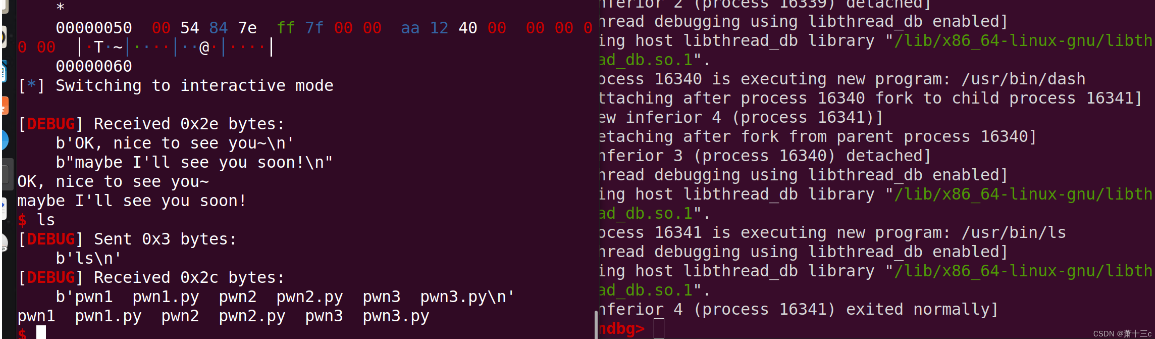 *
00000050  00 54 84 7e  ff 7f 00 00  aa 12 40 00  00 00 0
0 00  │·T·~│····│··@·│····│
00000060
[*] Switching to interactive mode
[DEBUG] Received 0x2e bytes:
b'OK, nice to see you~\n'
b"maybe I'll see you soon!\n"
OK, nice to see you~
maybe I'll see you soon!
$ ls
[DEBUG] Sent 0x3 bytes:
b'ls\n'
[DEBUG] Received 0x2c bytes:
b'pwn1  pwn1.py  pwn2  pwn2.py  pwn3  pwn3.py\n'
pwn1  pwn1.py  pwn2  pwn2.py  pwn3  pwn3.py
$
nferior 2 (process 16339) detached]
hread debugging using libthread_db enabled]
ing host libthread_db library "/lib/x86_64-linux-gnu/libth
ad_db.so.1".
ocess 16340 is executing new program: /usr/bin/dash
ttaching after process 16340 fork to child process 16341]
ew inferior 4 (process 16341)]
etaching after fork from parent process 16340]
nferior 3 (process 16340) detached]
hread debugging using libthread_db enabled]
ing host libthread_db library "/lib/x86_64-linux-gnu/libth
ad_db.so.1".
ocess 16341 is executing new program: /usr/bin/ls
hread debugging using libthread_db enabled]
ing host libthread_db library "/lib/x86_64-linux-gnu/libth
ad_db.so.1".
nferior 4 (process 16341) exited normally]
ndbg>
CSDN @萧十三c